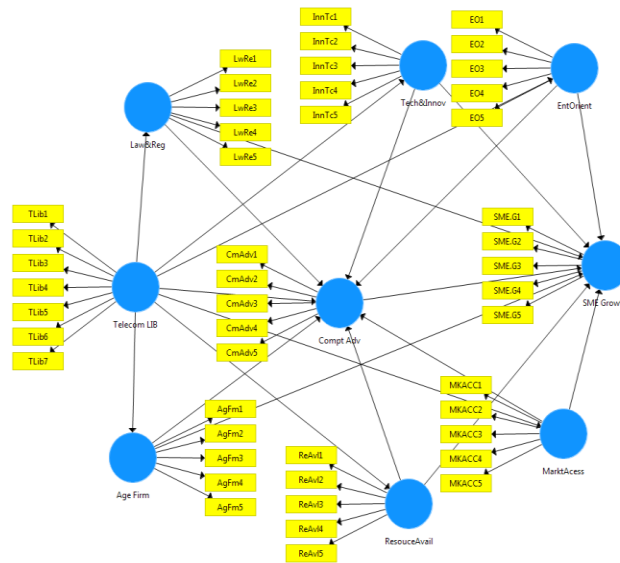 InnTc1
InnTc2
InnTc3
InnTc4
InnTc5
Tech&Innov
EO1
EO2
EO3
EO4
EO5
EntOrient
LwRe1
LwRe2
LwRe3
LwRe4
LwRe5
Law&Reg
TLib1
TLib2
TLib3
TLib4
TLib5
TLib6
TLib7
Telecom LIB
CmAdv1
CmAdv2
CmAdv3
CmAdv4
CmAdv5
Compt Adv
SME.G1
SME.G2
SME.G3
SME.G4
SME.G5
SME Grow
AgFm1
AgFm2
AgFm3
AgFm4
AgFm5
Age Firm
ReAvl1
ReAvl2
ReAvl3
ReAvl4
ReAvl5
ResouceAvail
MKACC1
MKACC2
MKACC3
MKACC4
MKACC5
MarktAcess